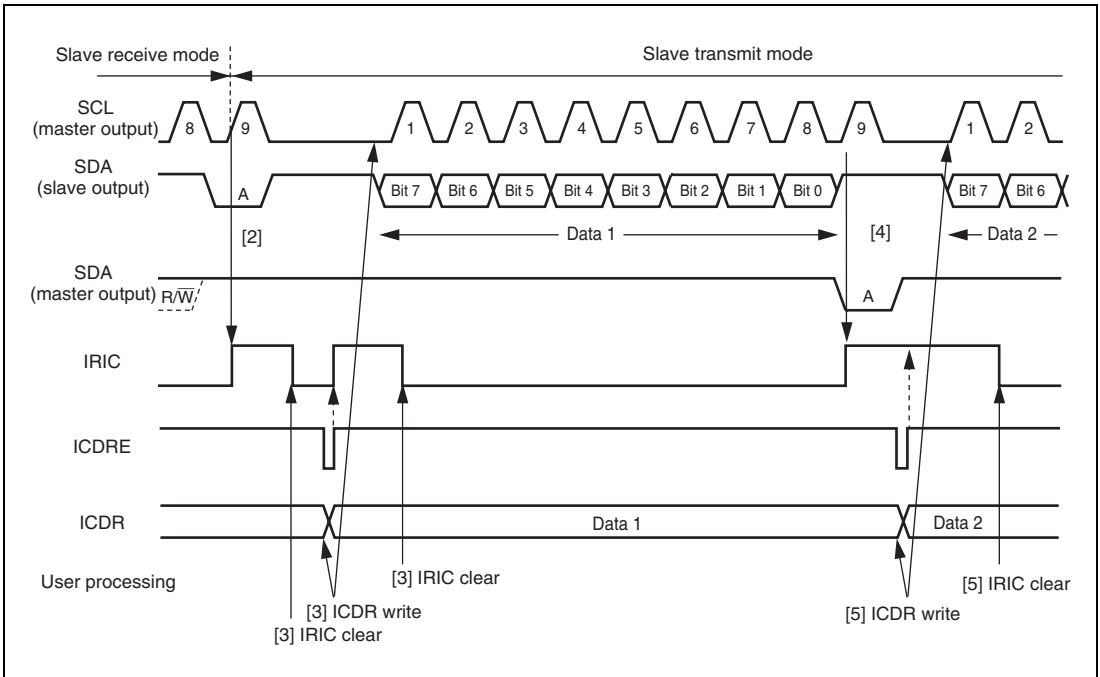 Slave receive mode
Slave transmit mode
SCL
(master output)
8 9 1 2 3 4 5 6 7 8 9 1 2
SDA
(slave output)
A Bit 7 Bit 6 Bit 5 Bit 4 Bit 3 Bit 2 Bit 1 Bit 0 Bit 7 Bit 6
[2] Data 1 [4] Data 2
SDA
(master output) R/W̅
A
IRIC
ICDRE
ICDR Data 1 Data 2
User processing
[3] IRIC clear
[5] IRIC clear
[3] ICDR write
[5] ICDR write
[3] IRIC clear